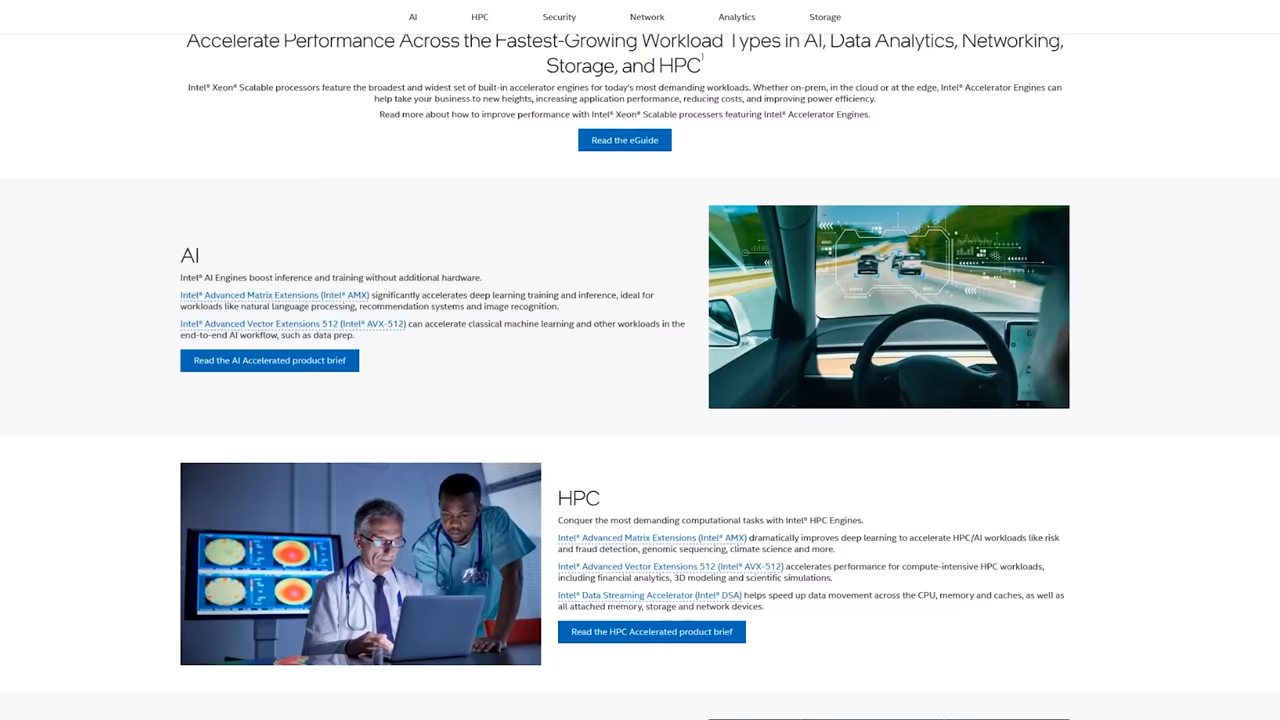 AI
HPC
Security
Network
Analytics
Storage
Accelerate Performance Across the Fastest-Growing Workload Types in AI, Data Analytics, Networking,
Storage, and HPC¹
Intel® Xeon® Scalable processors feature the broadest and widest set of built-in accelerator engines for today's most demanding workloads. Whether on-prem, in the cloud or at the edge, Intel® Accelerator Engines can
help take your business to new heights, increasing application performance, reducing costs, and improving power efficiency.
Read more about how to improve performance with Intel® Xeon® Scalable processers featuring Intel® Accelerator Engines.
Read the eGuide
AI
Intel® AI Engines boost inference and training without additional hardware.
Intel® Advanced Matrix Extensions (Intel® AMX) significantly accelerates deep learning training and inference, ideal for
workloads like natural language processing, recommendation systems and image recognition.
Intel® Advanced Vector Extensions 512 (Intel® AVX-512) can accelerate classical machine learning and other workloads in the
end-to-end AI workflow, such as data prep.
Read the AI Accelerated product brief
HPC
Conquer the most demanding computational tasks with Intel® HPC Engines.
Intel® Advanced Matrix Extensions (Intel® AMX) dramatically improves deep learning to accelerate HPC/AI workloads like risk
and fraud detection, genomic sequencing, climate science and more.
Intel® Advanced Vector Extensions 512 (Intel® AVX-512) accelerates performance for compute-intensive HPC workloads,
including financial analytics, 3D modeling and scientific simulations.
Intel® Data Streaming Accelerator (Intel® DSA) helps speed up data movement across the CPU, memory and caches, as well as
all attached memory, storage and network devices.
Read the HPC Accelerated product brief